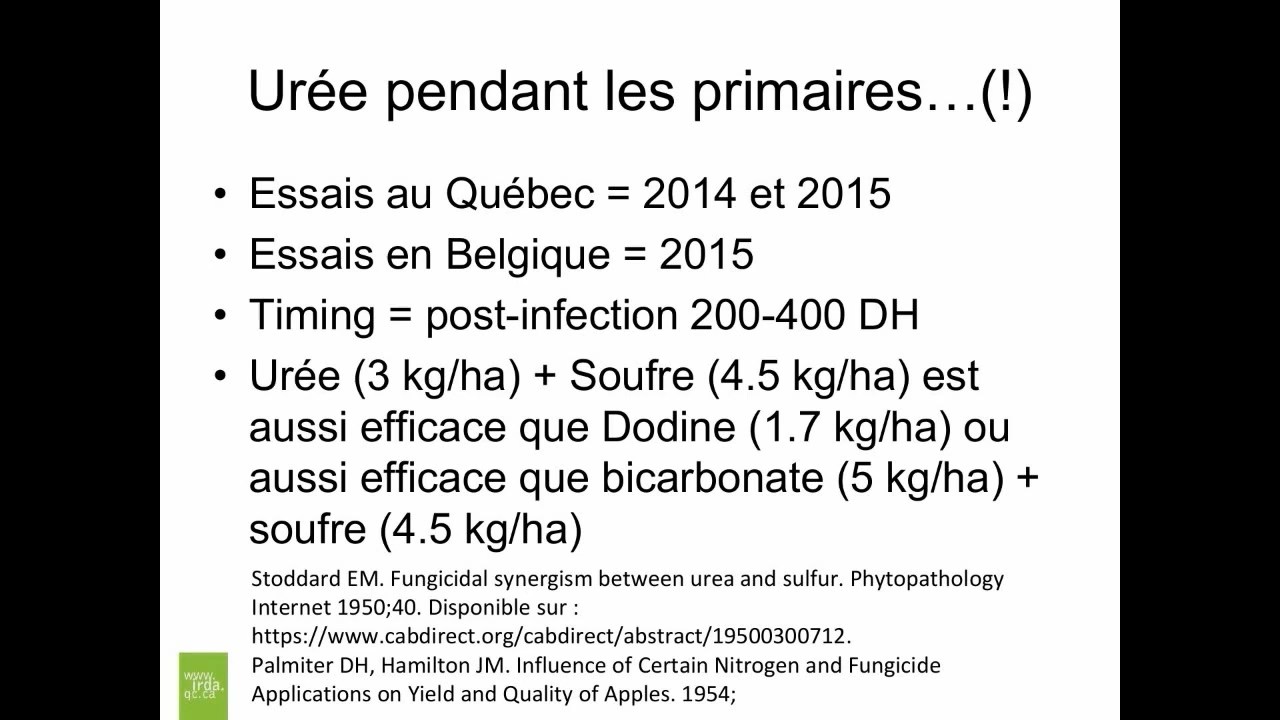 Urée pendant les primaires…(!)
• Essais au Québec = 2014 et 2015
• Essais en Belgique = 2015
• Timing = post-infection 200-400 DH
• Urée (3 kg/ha) + Soufre (4.5 kg/ha) est
aussi efficace que Dodine (1.7 kg/ha) ou
aussi efficace que bicarbonate (5 kg/ha) +
soufre (4.5 kg/ha)
Stoddard EM. Fungicidal synergism between urea and sulfur. Phytopathology
Internet 1950;40. Disponible sur :
https://www.cabdirect.org/cabdirect/abstract/19500300712.
Palmiter DH, Hamilton JM. Influence of Certain Nitrogen and Fungicide
Applications on Yield and Quality of Apples. 1954;
www.
irda.
qc.ca